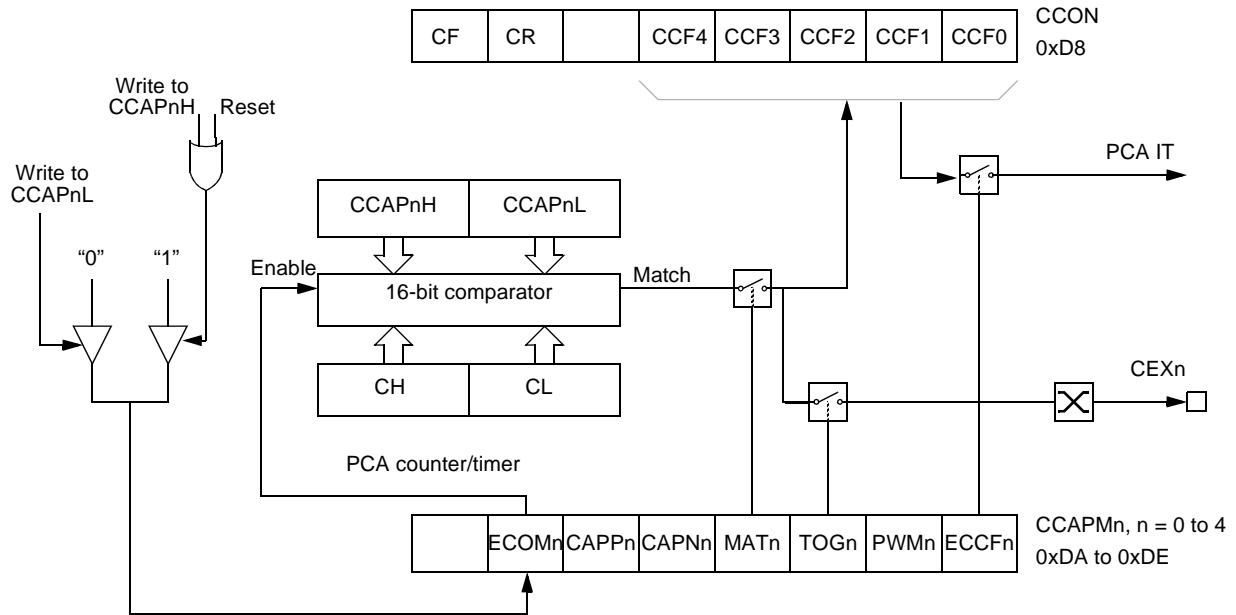 CF CR CCF4 CCF3 CCF2 CCF1 CCF0
CCON
0xD8
Write to
CCAPnH
Reset
Write to
CCAPnL
“0”
“1”
PCA IT
CCAPnH CCAPnL
Enable
16-bit comparator
Match
CH CL
CEXn
PCA counter/timer
ECOMn CAPPn CAPNn MATn TOGn PWMn ECCFn
CCAPMn, n = 0 to 4
0xDA to 0xDE